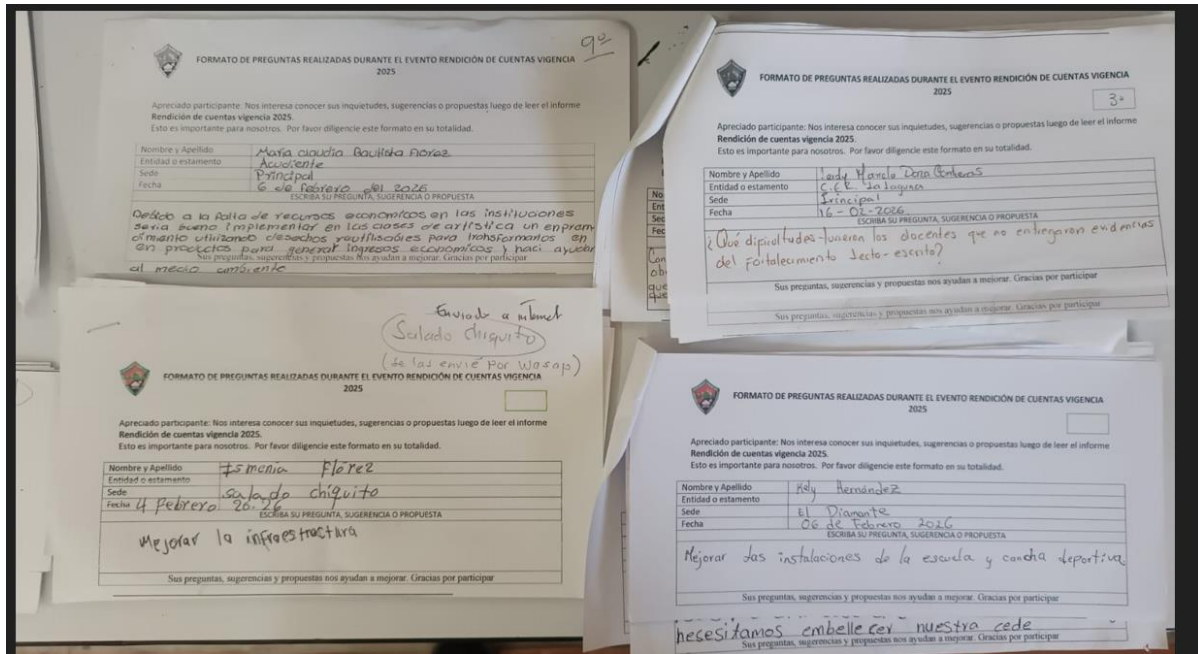 9º
FORMATO DE PREGUNTAS REALIZADAS DURANTE EL EVENTO RENDICIÓN DE CUENTAS VIGENCIA
2025
Apreciado participante: Nos interesa conocer sus inquietudes, sugerencias o propuestas luego de leer el informe
Rendición de cuentas vigencia 2025.
Esto es importante para nosotros. Por favor diligencie este formato en su totalidad.
Nombre y Apellido Maria claudia Bautista Florez
Entidad o estamento Acudiente
Sede Principal
Fecha 6 de febrero del 2026
ESCRIBA SU PREGUNTA, SUGERENCIA O PROPUESTA
Debido a la falta de recursos economicos en las instituciones
seria bueno implementar en las clases de artistica un enpren
dimiento utilizando desechos reutilisables para transformarlos en
en productos para generar ingresos economicos y haci ayudar
Sus preguntas, sugerencias y propuestas nos ayudan a mejorar. Gracias por participar
al medio ambiente
FORMATO DE PREGUNTAS REALIZADAS DURANTE EL EVENTO RENDICIÓN DE CUENTAS VIGENCIA
2025
3º
Apreciado participante: Nos interesa conocer sus inquietudes, sugerencias o propuestas luego de leer el informe
Rendición de cuentas vigencia 2025.
Esto es importante para nosotros. Por favor diligencie este formato en su totalidad.
Nombre y Apellido
Entidad o estamento C.E.R. La Laguna
Sede Principal
Fecha 16-02-2026
ESCRIBA SU PREGUNTA, SUGERENCIA O PROPUESTA
¿Qué dificultades tuvieron los docentes que no entregaron evidencias
del fortalecimiento lecto-escrito?
Sus preguntas, sugerencias y propuestas nos ayudan a mejorar. Gracias por participar
Sus preguntas, sugerencias y propuestas nos ayudan a mejorar. Gracias por participar
Enviado a internet
Salado chiquito
(se las envié por Wasap)
FORMATO DE PREGUNTAS REALIZADAS DURANTE EL EVENTO RENDICIÓN DE CUENTAS VIGENCIA
2025
Apreciado participante: Nos interesa conocer sus inquietudes, sugerencias o propuestas luego de leer el informe
Rendición de cuentas vigencia 2025.
Esto es importante para nosotros. Por favor diligencie este formato en su totalidad.
Nombre y Apellido Ismenia Florez
Entidad o estamento
Sede salado chiquito
Fecha 4 Febrero 20.26
ESCRIBA SU PREGUNTA, SUGERENCIA O PROPUESTA
Mejorar la infraestructura
Sus preguntas, sugerencias y propuestas nos ayudan a mejorar. Gracias por participar
FORMATO DE PREGUNTAS REALIZADAS DURANTE EL EVENTO RENDICIÓN DE CUENTAS VIGENCIA
2025
Apreciado participante: Nos interesa conocer sus inquietudes, sugerencias o propuestas luego de leer el informe
Rendición de cuentas vigencia 2025.
Esto es importante para nosotros. Por favor diligencie este formato en su totalidad.
Nombre y Apellido Kely Hernández
Entidad o estamento
Sede El Diamante
Fecha 06 de Febrero 2026
ESCRIBA SU PREGUNTA, SUGERENCIA O PROPUESTA
Mejorar las instalaciones de la escuela y cancha deportiva
Sus preguntas, sugerencias y propuestas nos ayudan a mejorar. Gracias por participar
hesesitamos embellecer nuestra cede
Sus preguntas, sugerencias y propuestas nos ayudan a mejorar. Gracias por participar